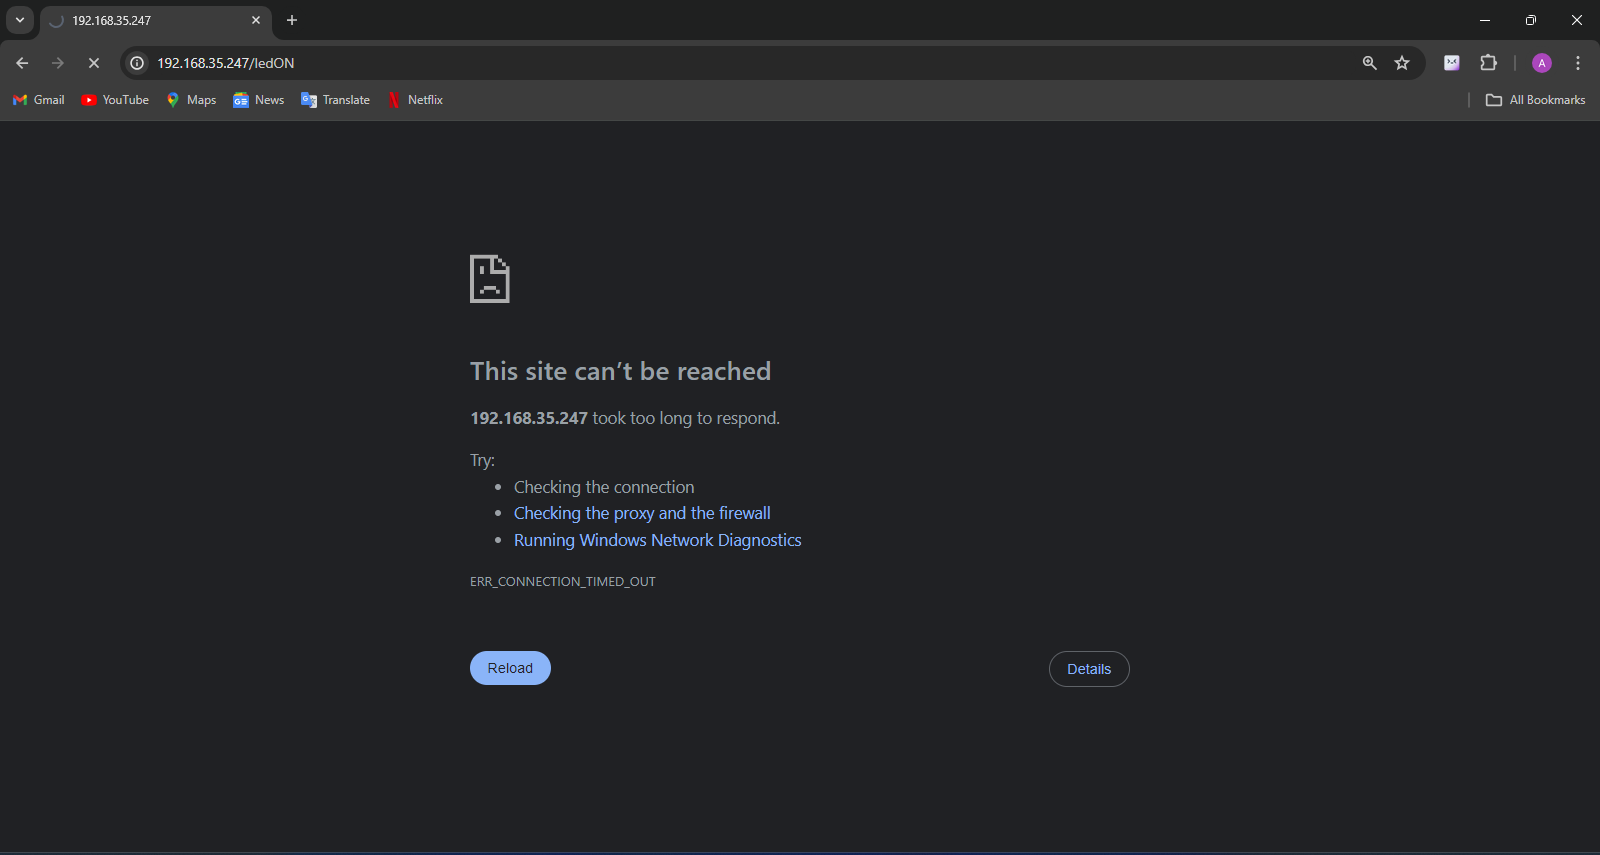 192.168.35.247
192.168.35.247/ledON
A
Gmail YouTube Maps News Translate Netflix All Bookmarks
This site can't be reached
192.168.35.247 took too long to respond.
Try:
• Checking the connection
• Checking the proxy and the firewall
• Running Windows Network Diagnostics
ERR_CONNECTION_TIMED_OUT
Reload Details